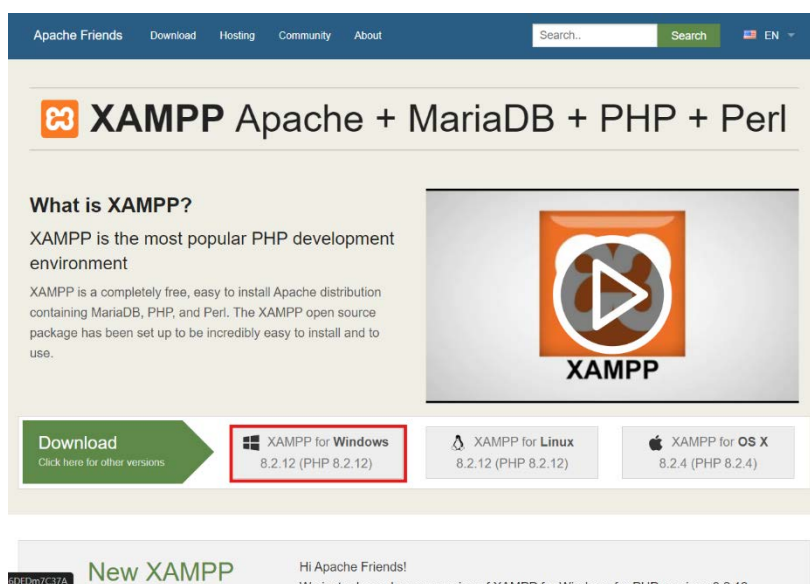 Apache Friends Download Hosting Community About Search.. Search EN
XAMPP Apache + MariaDB + PHP + Perl
What is XAMPP?
XAMPP is the most popular PHP development
environment
XAMPP is a completely free, easy to install Apache distribution
containing MariaDB, PHP, and Perl. The XAMPP open source
package has been set up to be incredibly easy to install and to
use.
XAMPP
Download
Click here for other versions
XAMPP for Windows
8.2.12 (PHP 8.2.12)
XAMPP for Linux
8.2.12 (PHP 8.2.12)
XAMPP for OS X
8.2.4 (PHP 8.2.4)
New XAMPP
Hi Apache Friends!